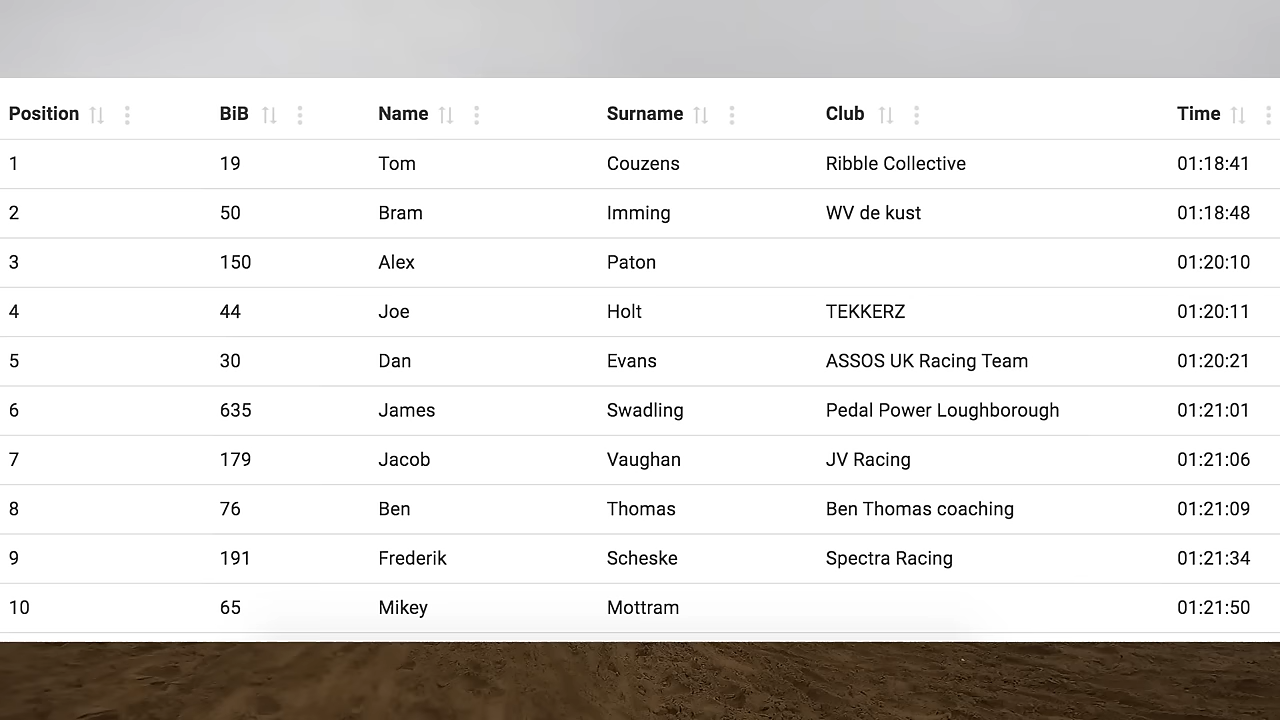 Position BiB Name Surname Club Time
1 19 Tom Couzens Ribble Collective 01:18:41
2 50 Bram Imming WV de kust 01:18:48
3 150 Alex Paton 01:20:10
4 44 Joe Holt TEKKERZ 01:20:11
5 30 Dan Evans ASSOS UK Racing Team 01:20:21
6 635 James Swadling Pedal Power Loughborough 01:21:01
7 179 Jacob Vaughan JV Racing 01:21:06
8 76 Ben Thomas Ben Thomas coaching 01:21:09
9 191 Frederik Scheske Spectra Racing 01:21:34
10 65 Mikey Mottram 01:21:50